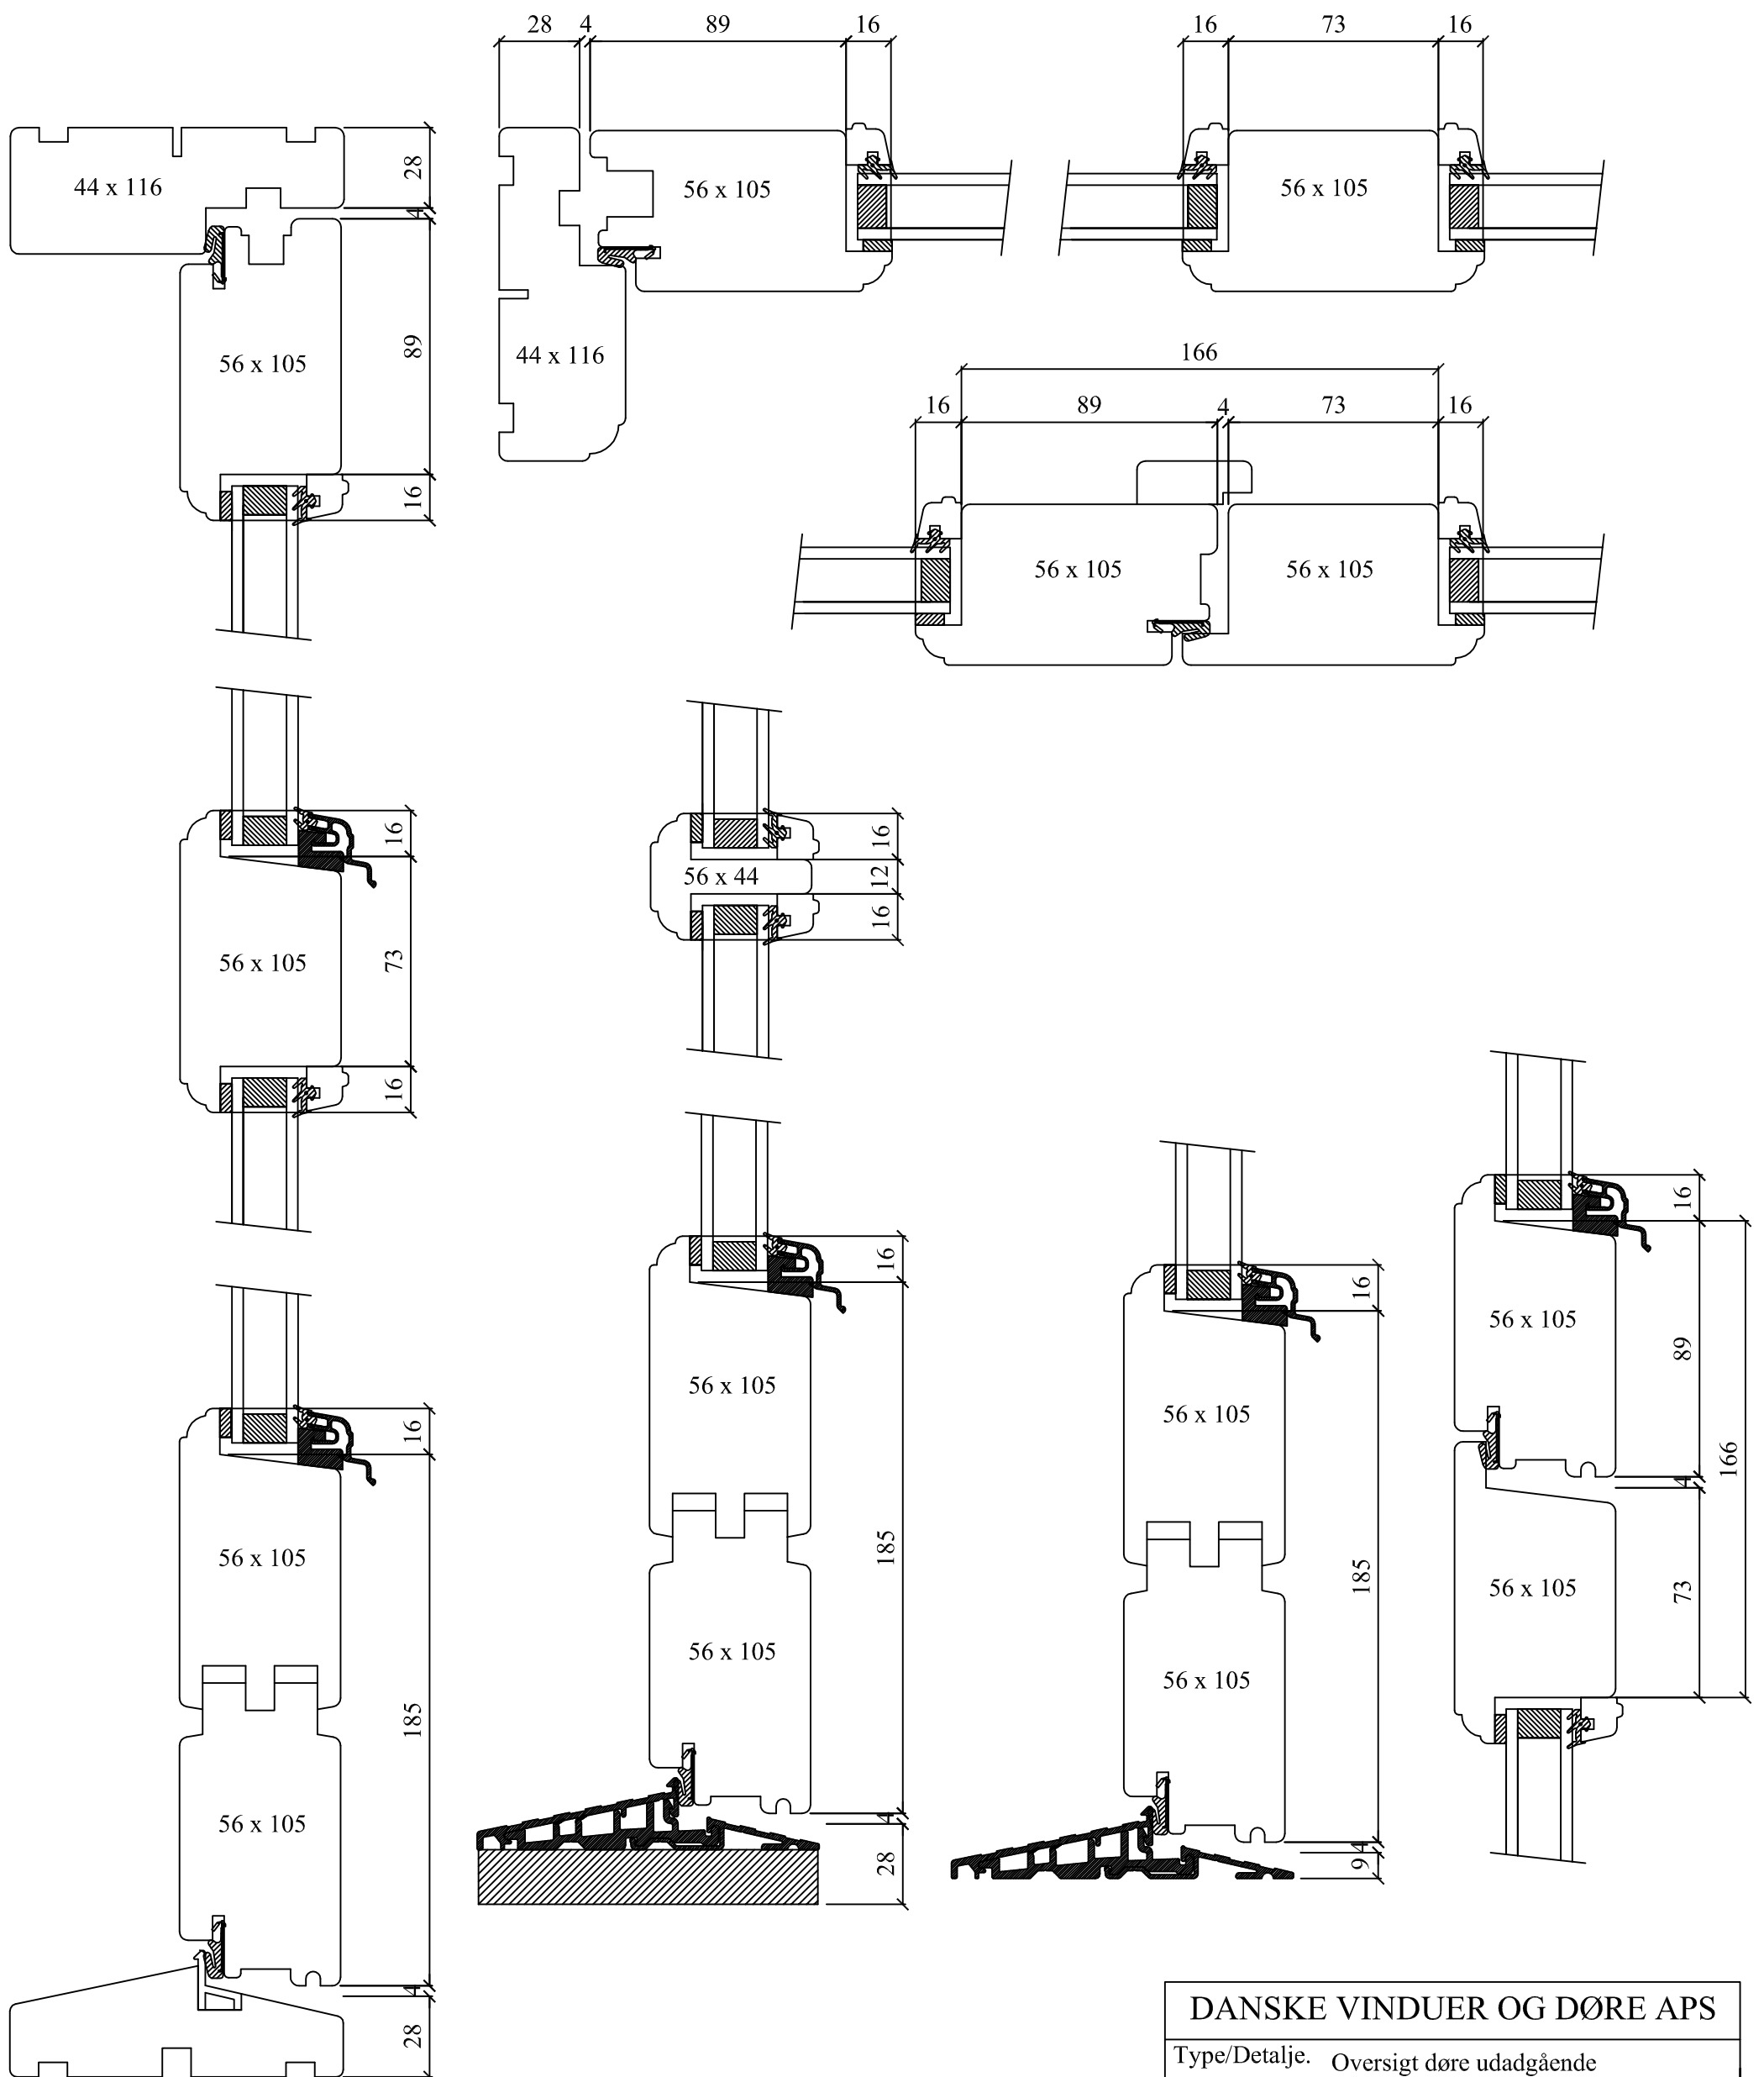 28 4 89 16
16 73 16
44 x 116
28
4
56 x 105
56 x 105
89
56 x 105
44 x 116
166
16 89 4 73 16
16
56 x 105 56 x 105
16
56 x 105
73
16
16
56 x 44
12
16
16
56 x 105
89
4
166
56 x 105
73
16
56 x 105
185
56 x 105
4
28
16
56 x 105
185
56 x 105
4
9
16
56 x 105
185
56 x 105
4
28
DANSKE VINDUER OG DØRE APS
Type/Detalje. Oversigt døre udadgående